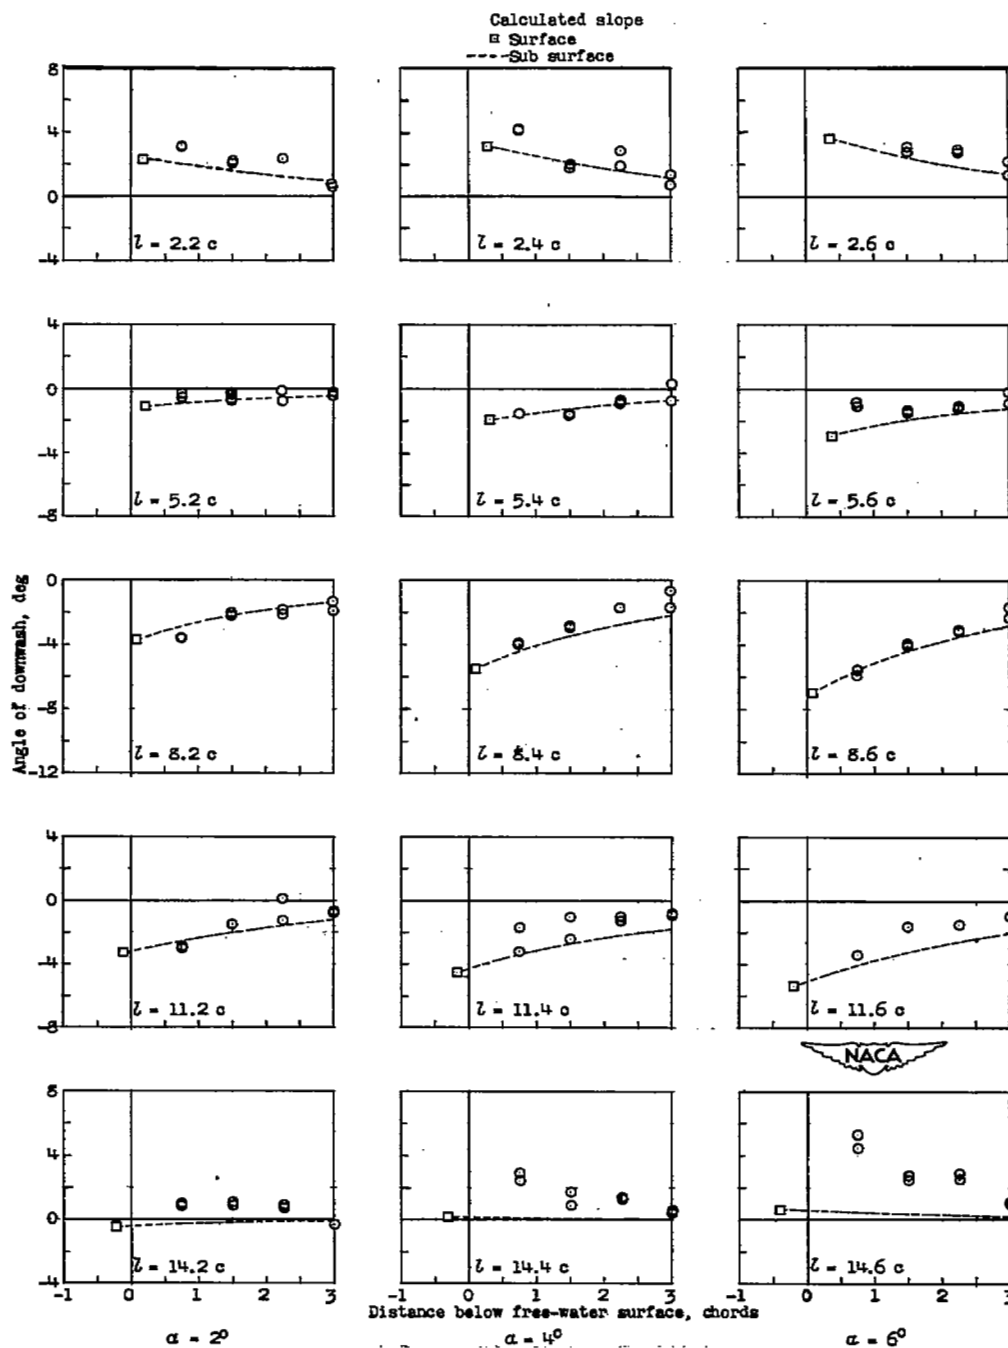 Calculated slope
Surface
Sub surface
8
4
0
-4
l = 2.2 c
l = 2.4 c
l = 2.6 c
4
0
-4
-8
l = 5.2 c
l = 5.4 c
l = 5.6 c
Angle of downwash, deg
0
-4
-8
-12
l = 8.2 c
l = 8.4 c
l = 8.6 c
4
0
-4
-8
l = 11.2 c
l = 11.4 c
l = 11.6 c
NACA
8
4
0
-4
l = 14.2 c
l = 14.4 c
l = 14.6 c
-1 0 1 2 3 -1 0 1 2 3 -1 0 1 2 3
Distance below free-water surface, chords
α = 2° α = 4° α = 6°